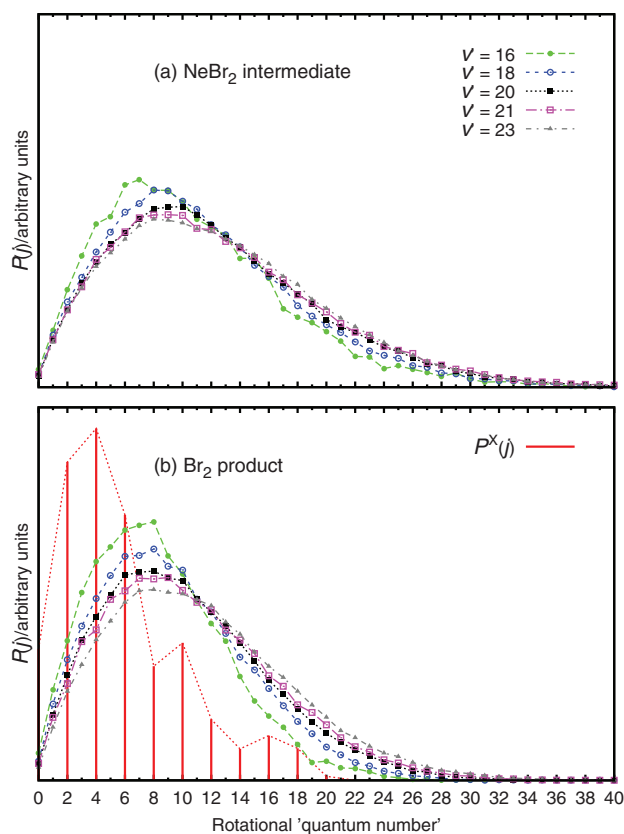 (a) NeBr₂ intermediate
v' = 16
v' = 18
v' = 20
v' = 21
v' = 23
P(j)/arbitrary units
(b) Br₂ product
Pˣ(j)
P(j)/arbitrary units
0 2 4 6 8 10 12 14 16 18 20 22 24 26 28 30 32 34 36 38 40
Rotational 'quantum number'